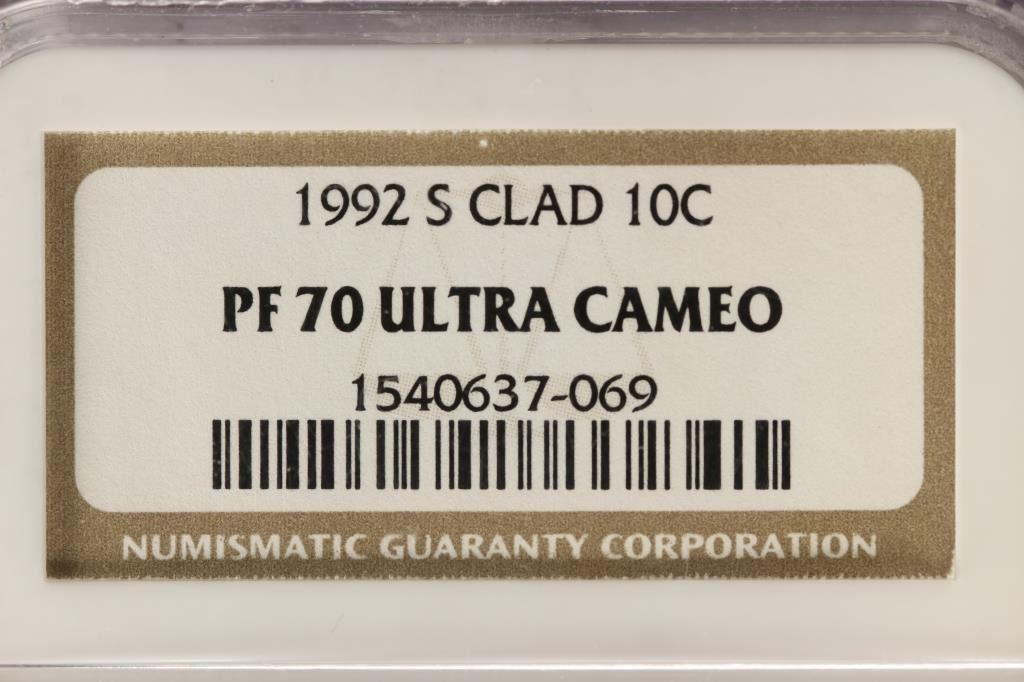 1992 S CLAD 10C
PF 70 ULTRA CAMEO
1540637-069
NUMISMATIC GUARANTY CORPORATION